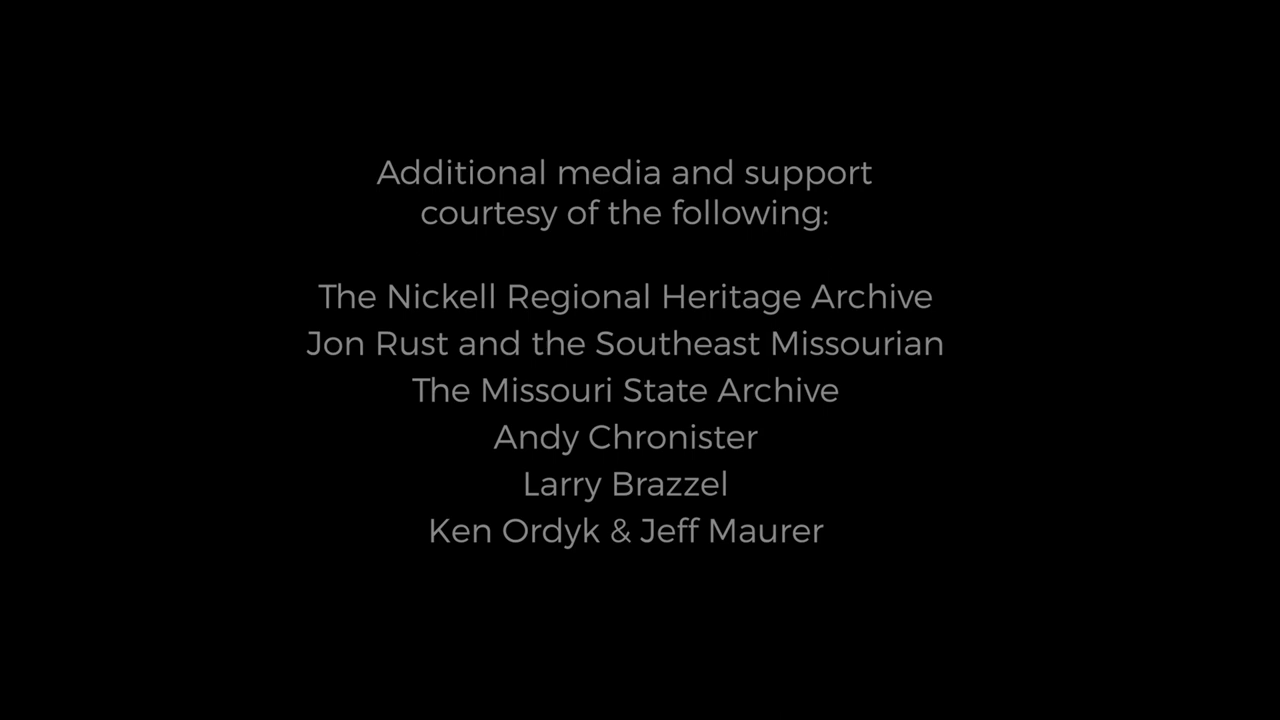 Additional media and support
courtesy of the following:
The Nickell Regional Heritage Archive
Jon Rust and the Southeast Missourian
The Missouri State Archive
Andy Chronister
Larry Brazzel
Ken Ordyk & Jeff Maurer